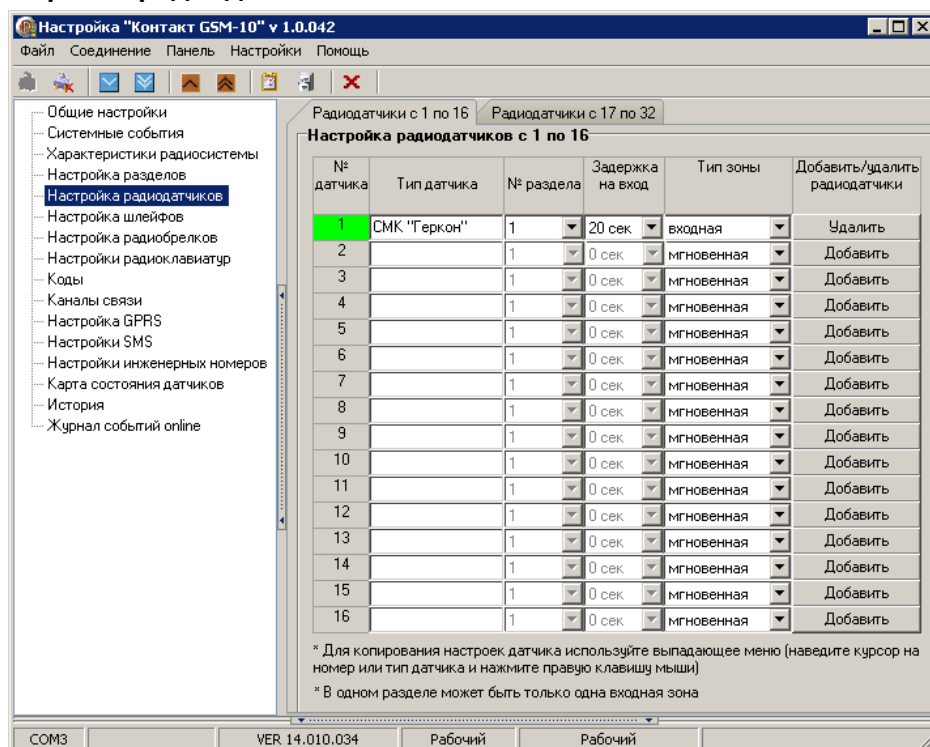 Настройка "Контакт GSM-10" v 1.0.042
Файл Соединение Панель Настройки Помощь
Общие настройки
Системные события
Характеристики радиосистемы
Настройка разделов
Настройка радиодатчиков
Настройка шлейфов
Настройка радиобрелков
Настройки радиоклавиатур
Коды
Каналы связи
Настройка GPRS
Настройки SMS
Настройки инженерных номеров
Карта состояния датчиков
История
Журнал событий online
Радиодатчики с 1 по 16 Радиодатчики с 17 по 32
Настройка радиодатчиков с 1 по 16
№ датчика Тип датчика № раздела Задержка на вход Тип зоны Добавить/удалить радиодатчики
1 СМК "Геркон" 1 20 сек входная Удалить
2 1 0 сек мгновенная Добавить
3 1 0 сек мгновенная Добавить
4 1 0 сек мгновенная Добавить
5 1 0 сек мгновенная Добавить
6 1 0 сек мгновенная Добавить
7 1 0 сек мгновенная Добавить
8 1 0 сек мгновенная Добавить
9 1 0 сек мгновенная Добавить
10 1 0 сек мгновенная Добавить
11 1 0 сек мгновенная Добавить
12 1 0 сек мгновенная Добавить
13 1 0 сек мгновенная Добавить
14 1 0 сек мгновенная Добавить
15 1 0 сек мгновенная Добавить
16 1 0 сек мгновенная Добавить
* Для копирования настроек датчика используйте выпадающее меню (наведите курсор на
номер или тип датчика и нажмите правую клавишу мыши)
* В одном разделе может быть только одна входная зона
COM3 VER 14.010.034 Рабочий Рабочий